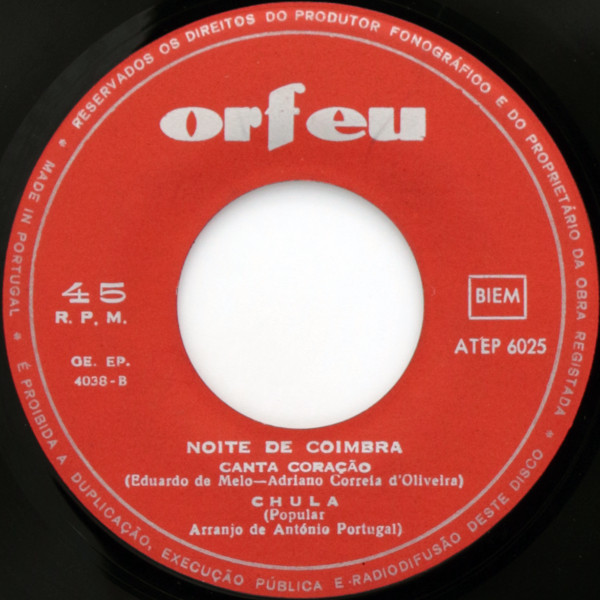 * RESERVADOS OS DIREITOS DO PRODUTOR FONOGRÁFICO E DO PROPRIETÁRIO DA OBRA REGISTADA
* É PROIBIDA A DUPLICAÇÃO, EXECUÇÃO PÚBLICA E-RADIODIFUSÃO DESTE DISCO *
MADE IN PORTUGAL
orfeu
45
R. P. M.
GE. EP.
4038-B
BIEM
ATEP 6025
NOITE DE COIMBRA
CANTA CORAÇÃO
(Eduardo de Melo—Adriano Correia d'Oliveira)
CHULA
(Popular
Arranjo de António Portugal)